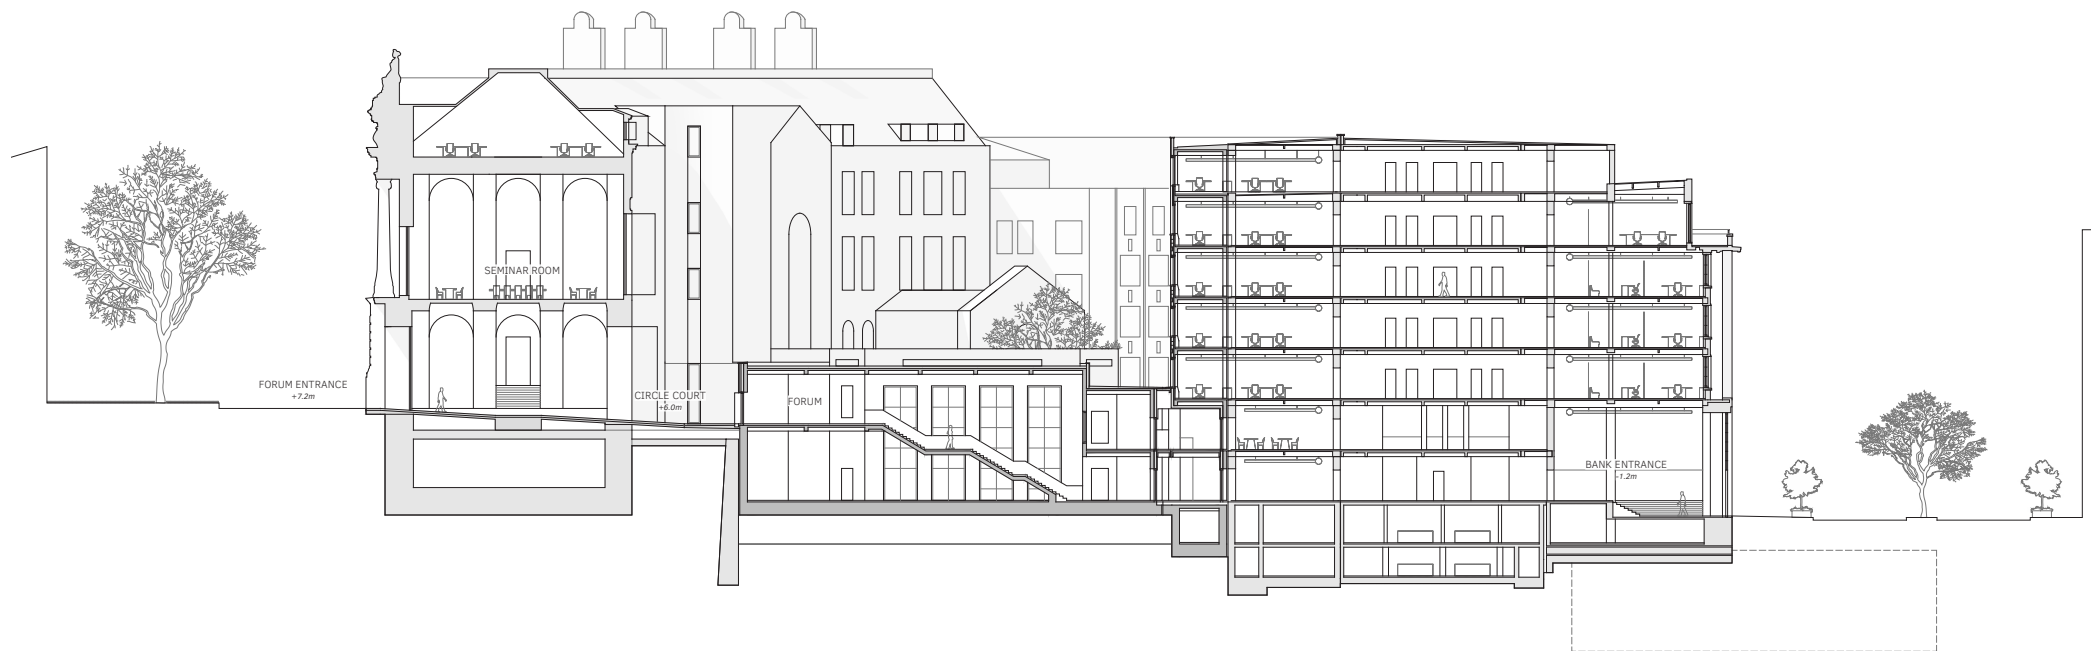 SEMINAR ROOM
FORUM ENTRANCE
+7.2m
CIRCLE COURT
+6.0m
FORUM
BANK ENTRANCE
-1.2m